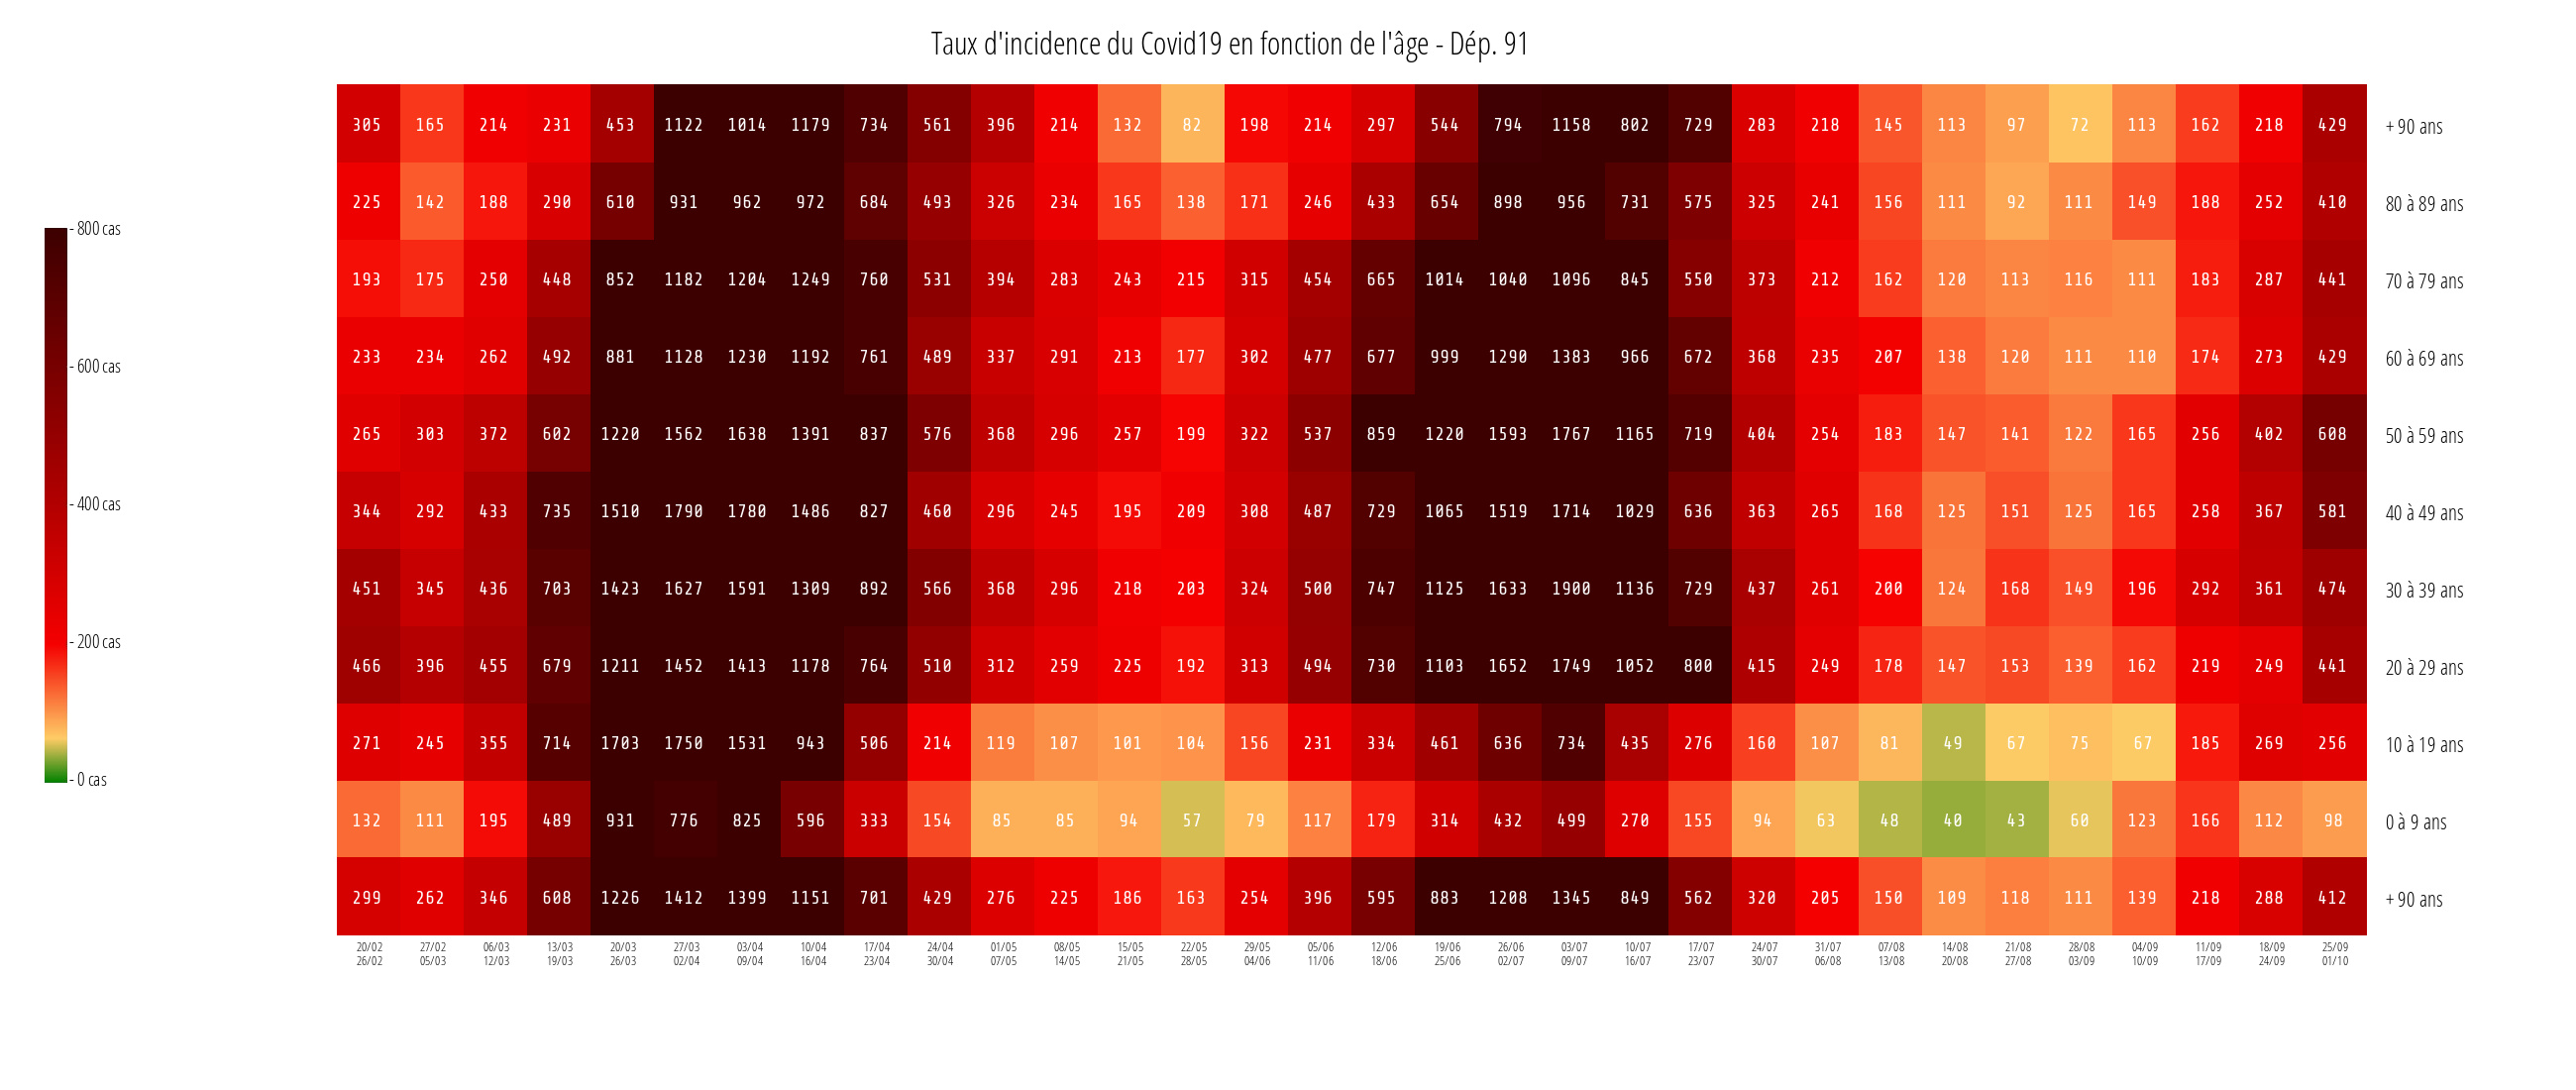 Taux d'incidence du Covid19 en fonction de l'âge - Dép. 91
- 800 cas
- 600 cas
- 400 cas
- 200 cas
- 0 cas
305 165 214 231 453 1122 1014 1179 734 561 396 214 132 82 198 214 297 544 794 1158 802 729 283 218 145 113 97 72 113 162 218 429 + 90 ans
225 142 188 290 610 931 962 972 684 493 326 234 165 138 171 246 433 654 898 956 731 575 325 241 156 111 92 111 149 188 252 410 80 à 89 ans
193 175 250 448 852 1182 1204 1249 760 531 394 283 243 215 315 454 665 1014 1040 1096 845 550 373 212 162 120 113 116 111 183 287 441 70 à 79 ans
233 234 262 492 881 1128 1230 1192 761 489 337 291 213 177 302 477 677 999 1290 1383 966 672 368 235 207 138 120 111 110 174 273 429 60 à 69 ans
265 303 372 602 1220 1562 1638 1391 837 576 368 296 257 199 322 537 859 1220 1593 1767 1165 719 404 254 183 147 141 122 165 256 402 608 50 à 59 ans
344 292 433 735 1510 1790 1780 1486 827 460 296 245 195 209 308 487 729 1065 1519 1714 1029 636 363 265 168 125 151 125 165 258 367 581 40 à 49 ans
451 345 436 703 1423 1627 1591 1309 892 566 368 296 218 203 324 500 747 1125 1633 1900 1136 729 437 261 200 124 168 149 196 292 361 474 30 à 39 ans
466 396 455 679 1211 1452 1413 1178 764 510 312 259 225 192 313 494 730 1103 1652 1749 1052 800 415 249 178 147 153 139 162 219 249 441 20 à 29 ans
271 245 355 714 1703 1750 1531 943 506 214 119 107 101 104 156 231 334 461 636 734 435 276 160 107 81 49 67 75 67 185 269 256 10 à 19 ans
132 111 195 489 931 776 825 596 333 154 85 85 94 57 79 117 179 314 432 499 270 155 94 63 48 40 43 60 123 166 112 98 0 à 9 ans
299 262 346 608 1226 1412 1399 1151 701 429 276 225 186 163 254 396 595 883 1208 1345 849 562 320 205 150 109 118 111 139 218 288 412 + 90 ans
20/02 27/02 06/03 13/03 20/03 27/03 03/04 10/04 17/04 24/04 01/05 08/05 15/05 22/05 29/05 05/06 12/06 19/06 26/06 03/07 10/07 17/07 24/07 31/07 07/08 14/08 21/08 28/08 04/09 11/09 18/09 25/09
26/02 05/03 12/03 19/03 26/03 02/04 09/04 16/04 23/04 30/04 07/05 14/05 21/05 28/05 04/06 11/06 18/06 25/06 02/07 09/07 16/07 23/07 30/07 06/08 13/08 20/08 27/08 03/09 10/09 17/09 24/09 01/10